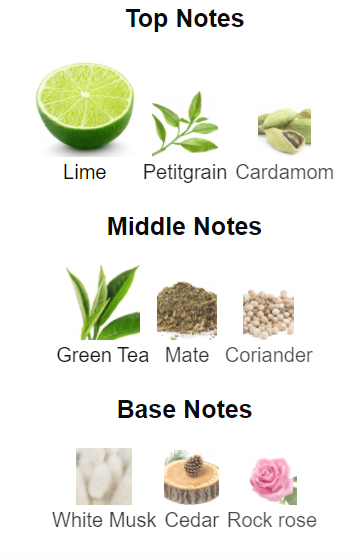 Top Notes
Lime Petitgrain Cardamom
Middle Notes
Green Tea Mate Coriander
Base Notes
White Musk Cedar Rock rose